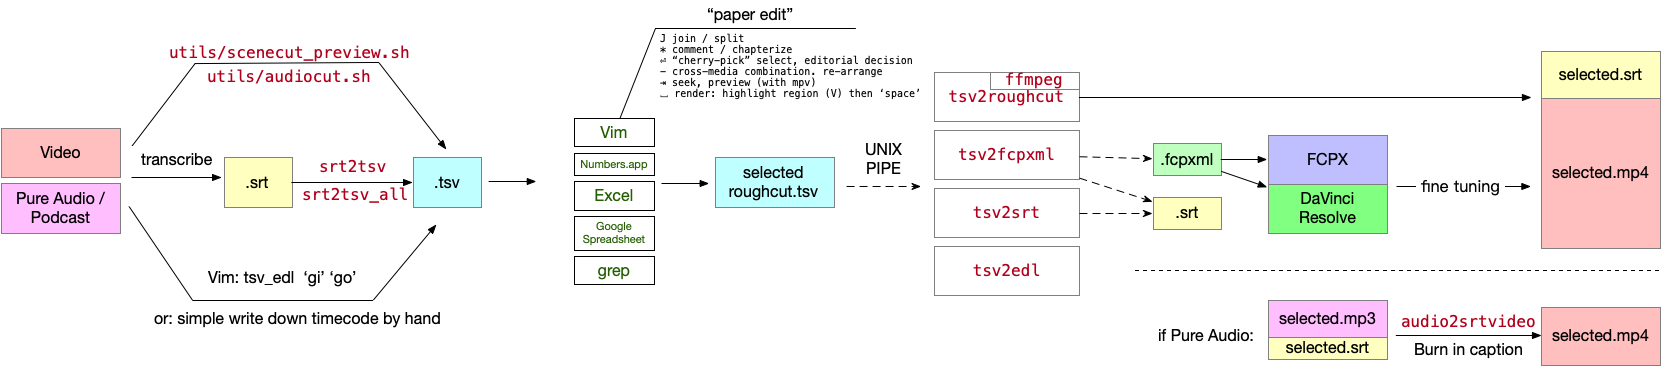 “paper edit”
J join / split
* comment / chapterize
⏎ “cherry-pick” select, editorial decision
− cross-media combination. re-arrange
⇥ seek, preview (with mpv)
⎵ render: highlight region (V) then ‘space’
utils/scenecut_preview.sh
utils/audiocut.sh
Video
Pure Audio /
Podcast
transcribe
.srt
srt2tsv
srt2tsv_all
.tsv
Vim: tsv_edl ‘gi’ ‘go’
or: simple write down timecode by hand
Vim
Numbers.app
Excel
Google
Spreadsheet
grep
selected
roughcut.tsv
UNIX
PIPE
ffmpeg
tsv2roughcut
tsv2fcpxml
tsv2srt
tsv2edl
.fcpxml
.srt
FCPX
DaVinci
Resolve
fine tuning
selected.srt
selected.mp4
if Pure Audio:
selected.mp3
selected.srt
audio2srtvideo
Burn in caption
selected.mp4